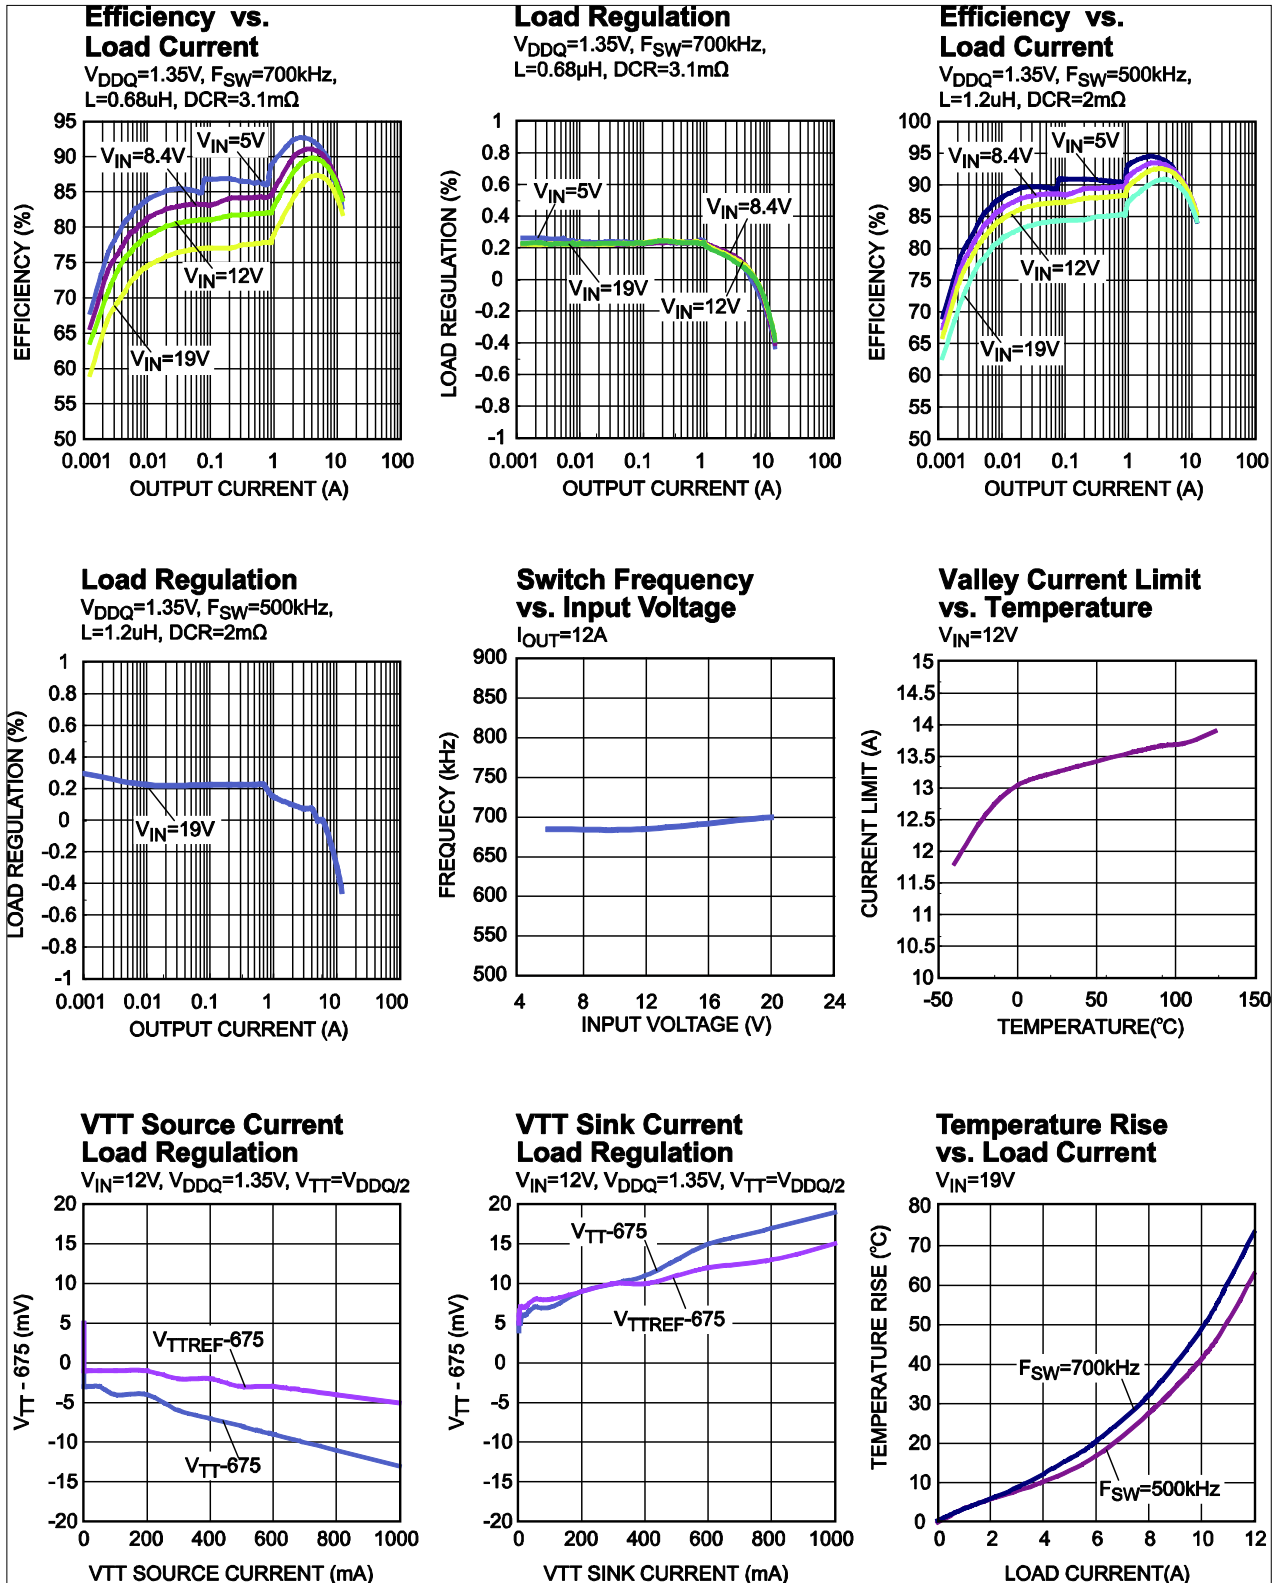 Efficiency vs.
Load Current
VDDQ=1.35V, FSW=700kHz,
L=0.68uH, DCR=3.1mΩ
95
90
85
80
75
70
65
60
55
50
EFFICIENCY (%)
VIN=5V
VIN=8.4V
VIN=12V
VIN=19V
0.001 0.01 0.1 1 10 100
OUTPUT CURRENT (A)
Load Regulation
VDDQ=1.35V, FSW=700kHz,
L=0.68µH, DCR=3.1mΩ
1
0.8
0.6
0.4
0.2
0
-0.2
-0.4
-0.6
-0.8
-1
LOAD REGULATION (%)
VIN=5V
VIN=8.4V
VIN=19V
VIN=12V
0.001 0.01 0.1 1 10 100
OUTPUT CURRENT (A)
Efficiency vs.
Load Current
VDDQ=1.35V, FSW=500kHz,
L=1.2uH, DCR=2mΩ
100
95
90
85
80
75
70
65
60
55
50
EFFICIENCY (%)
VIN=5V
VIN=8.4V
VIN=12V
VIN=19V
0.001 0.01 0.1 1 10 100
OUTPUT CURRENT (A)
Load Regulation
VDDQ=1.35V, FSW=500kHz,
L=1.2uH, DCR=2mΩ
1
0.8
0.6
0.4
0.2
0
-0.2
-0.4
-0.6
-0.8
-1
LOAD REGULATION (%)
VIN=19V
0.001 0.01 0.1 1 10 100
OUTPUT CURRENT (A)
Switch Frequency
vs. Input Voltage
IOUT=12A
900
850
800
750
700
650
600
550
500
FREQUECY (kHz)
4 8 12 16 20 24
INPUT VOLTAGE (V)
Valley Current Limit
vs. Temperature
VIN=12V
15
14.5
14
13.5
13
12.5
12
11.5
11
10.5
10
CURRENT LIMIT (A)
-50 0 50 100 150
TEMPERATURE(°C)
VTT Source Current
Load Regulation
VIN=12V, VDDQ=1.35V, VTT=VDDQ/2
20
15
10
5
0
-5
-10
-15
-20
VTT - 675 (mV)
VTTREF-675
VTT-675
0 200 400 600 800 1000
VTT SOURCE CURRENT (mA)
VTT Sink Current
Load Regulation
VIN=12V, VDDQ=1.35V, VTT=VDDQ/2
20
15
10
5
0
-5
-10
-15
-20
VTT - 675 (mV)
VTT-675
VTTREF-675
0 200 400 600 800 1000
VTT SINK CURRENT (mA)
Temperature Rise
vs. Load Current
VIN=19V
80
70
60
50
40
30
20
10
0
TEMPERATURE RISE (°C)
FSW=700kHz
FSW=500kHz
0 2 4 6 8 10 12
LOAD CURRENT(A)